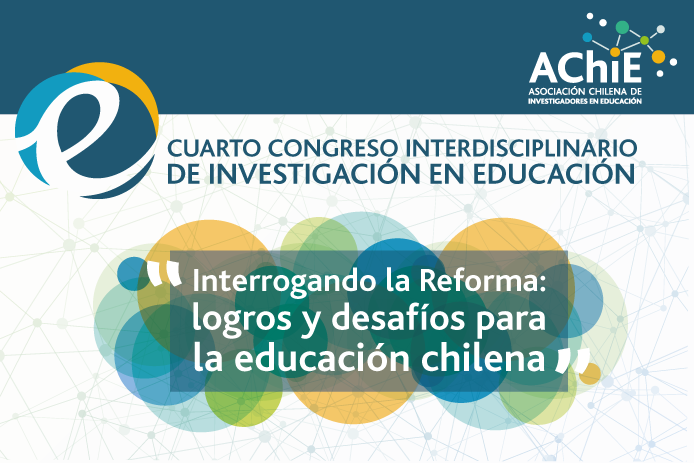 AChiE
ASOCIACIÓN CHILENA DE
INVESTIGADORES EN EDUCACIÓN
e
CUARTO CONGRESO INTERDISCIPLINARIO
DE INVESTIGACIÓN EN EDUCACIÓN
“Interrogando la Reforma:
logros y desafíos para
la educación chilena”